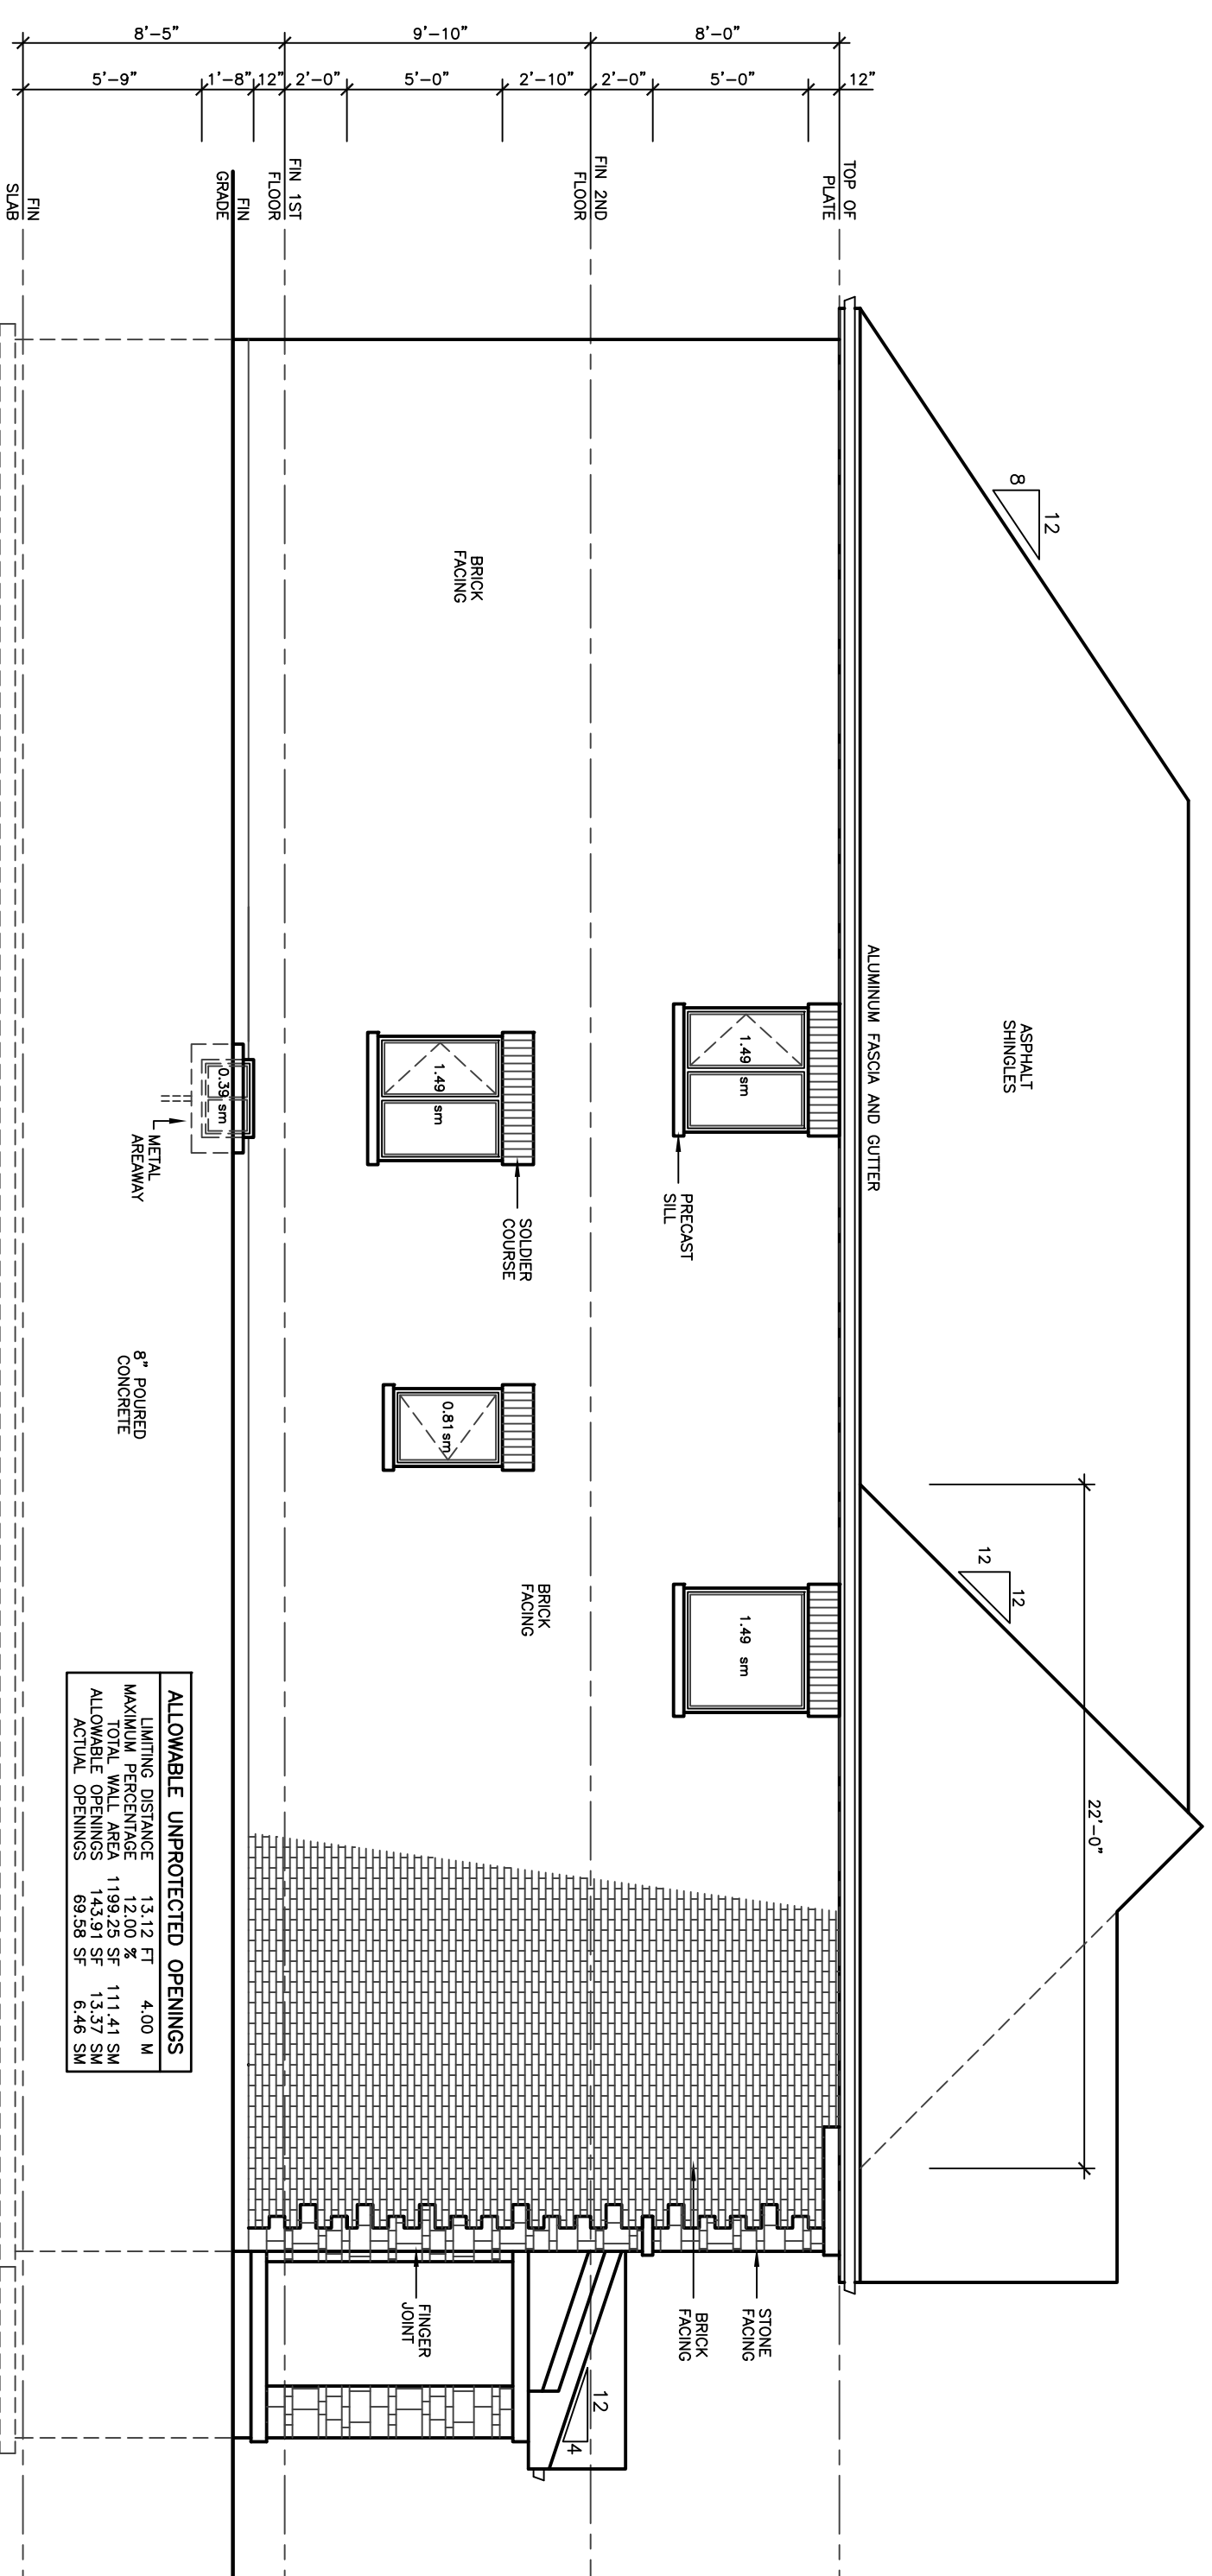 12
8
12
12
22'-0"
ASPHALT
SHINGLES
ALUMINUM FASCIA AND GUTTER
12"
8'-0"
5'-0"
2'-0"
TOP OF
PLATE
1.49 sm
1.49 sm
PRECAST
SILL
STONE
FACING
BRICK
FACING
FIN 2ND
FLOOR
9'-10"
2'-10"
5'-0"
2'-0"
12
4
BRICK
FACING
SOLDIER
COURSE
BRICK
FACING
1.49 sm
0.81 sm
FINGER
JOINT
FIN 1ST
FLOOR
8'-5"
12"
1'-8"
5'-9"
FIN
GRADE
0.39 sm
METAL
AREAWAY
8" POURED
CONCRETE
ALLOWABLE UNPROTECTED OPENINGS
LIMITING DISTANCE 13.12 FT 4.00 M
MAXIMUM PERCENTAGE 12.00 %
TOTAL WALL AREA 1199.25 SF 111.41 SM
ALLOWABLE OPENINGS 143.91 SF 13.37 SM
ACTUAL OPENINGS 69.58 SF 6.46 SM
FIN
SLAB